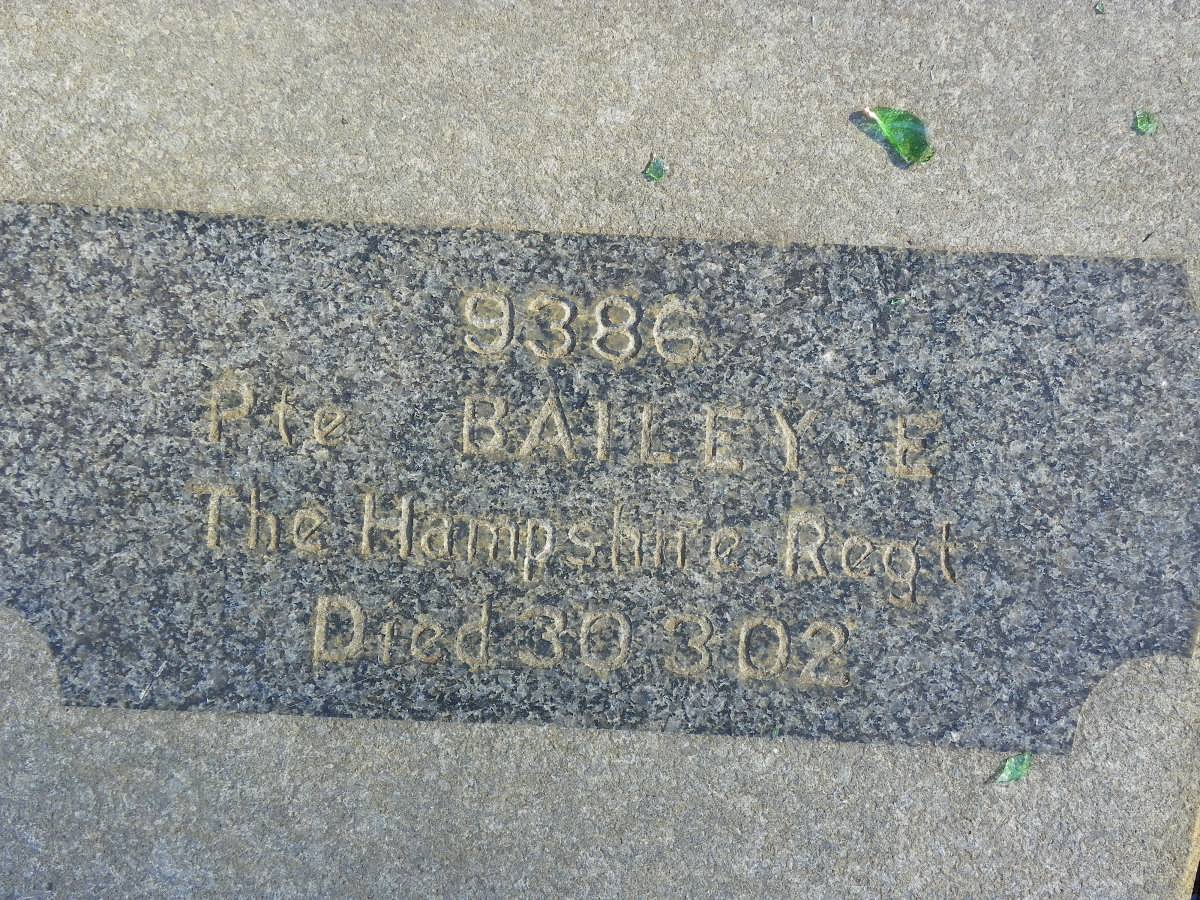 9386
Pte BAILEY. E
The Hampshire Regt
Died 30 3 02